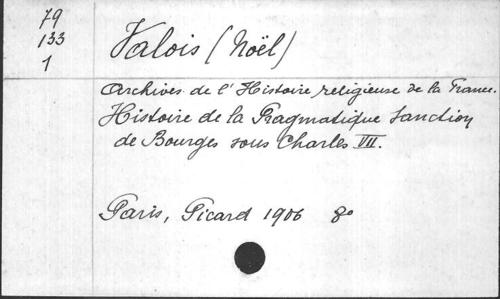 79
133
1
Valois (Noël)
Archives de l'Histoire religieuse de la France.
Histoire de la Pragmatique Sanction
de Bourges sous Charles VII.
Paris, Picard 1906 8°